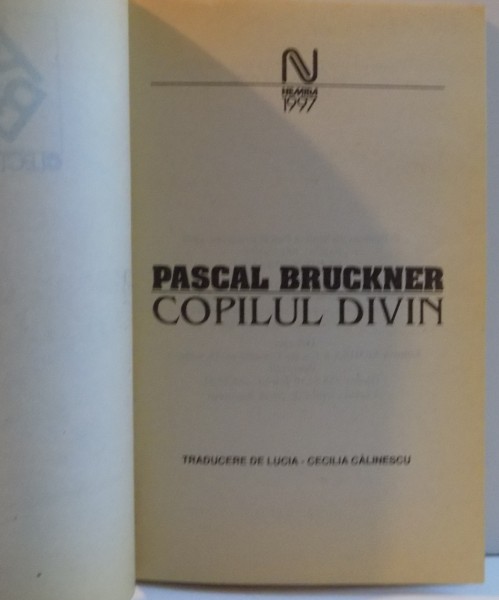 NEMIRA
1997
PASCAL BRUCKNER
COPILUL DIVIN
TRADUCERE DE LUCIA - CECILIA CĂLINESCU